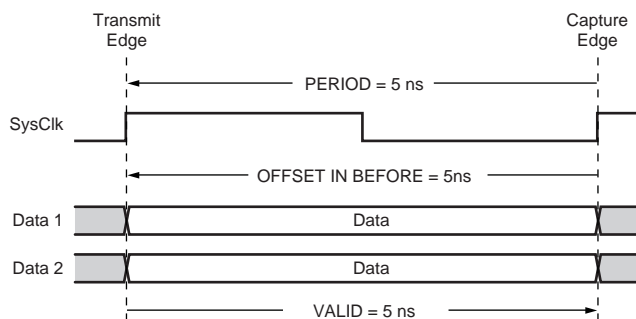 Transmit
Edge
Capture
Edge
PERIOD = 5 ns
SysClk
OFFSET IN BEFORE = 5ns
Data 1
Data
Data 2
Data
VALID = 5 ns